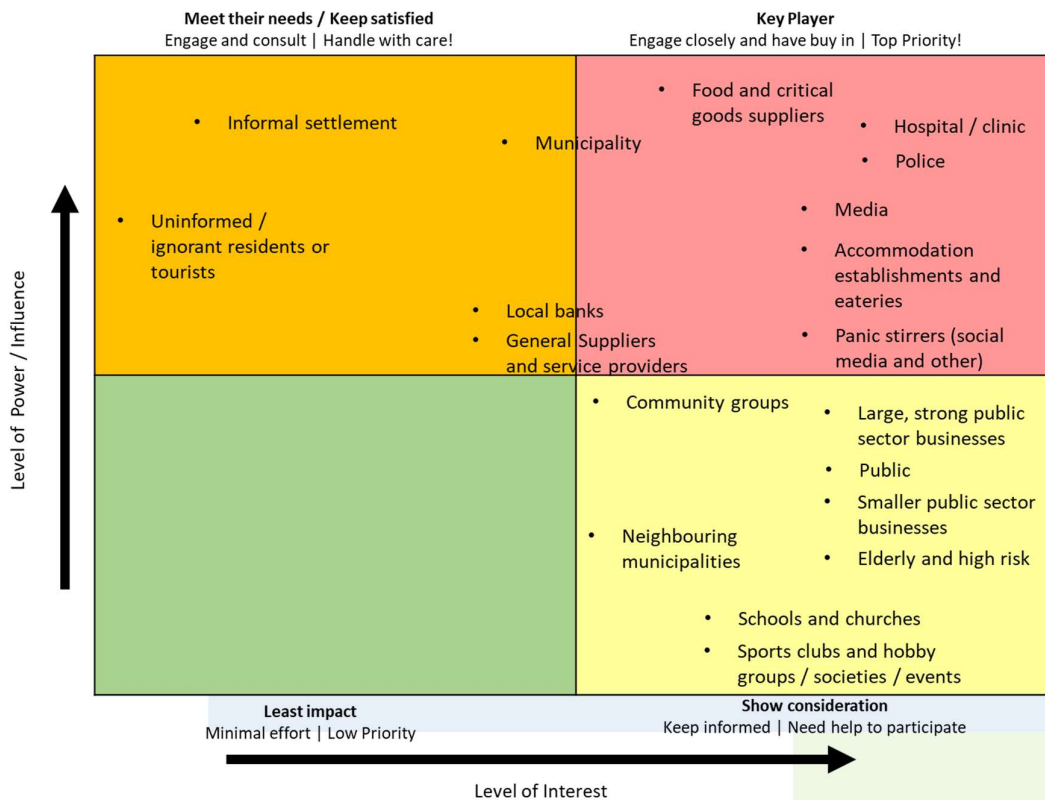 Meet their needs / Keep satisfied
Engage and consult | Handle with care!
Key Player
Engage closely and have buy in | Top Priority!
• Informal settlement
• Municipality
• Uninformed /
ignorant residents or
tourists
• Local banks
• General Suppliers
and service providers
• Food and critical
goods suppliers
• Hospital / clinic
• Police
• Media
• Accommodation
establishments and
eateries
• Panic stirrers (social
media and other)
Level of Power / Influence
• Community groups
• Neighbouring
municipalities
• Large, strong public
sector businesses
• Public
• Smaller public sector
businesses
• Elderly and high risk
• Schools and churches
• Sports clubs and hobby
groups / societies / events
Least impact
Minimal effort | Low Priority
Show consideration
Keep informed | Need help to participate
Level of Interest